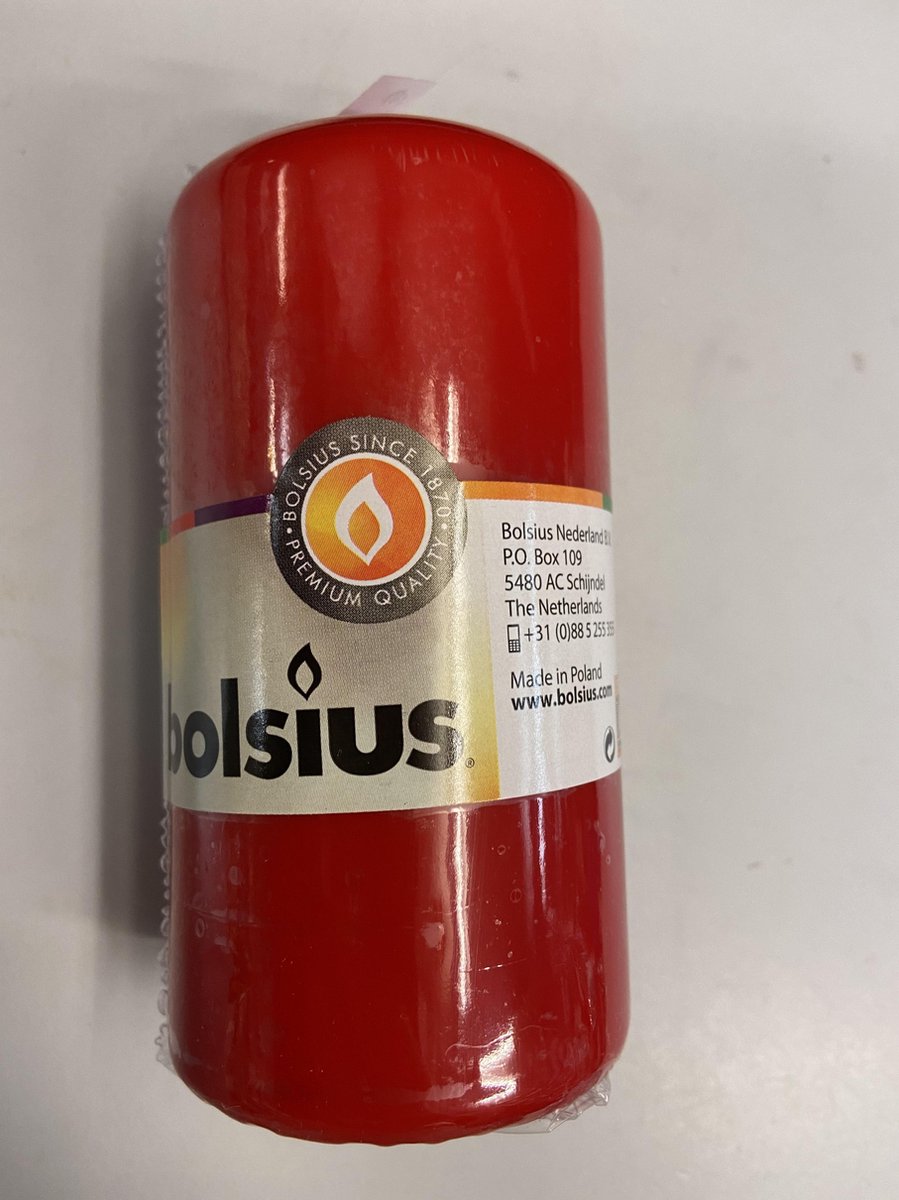 BOLSIUS SINCE 1870
PREMIUM QUALITY
bolsius®
Bolsius Nederland B.V.
P.O. Box 109
5480 AC Schijndel
The Netherlands
+31 (0)88 5 255 355
Made in Poland
www.bolsius.com